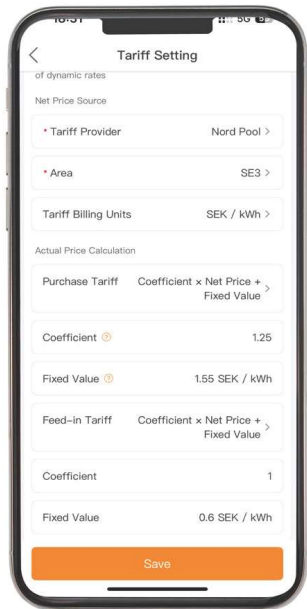 Tariff Setting
of dynamic rates
Net Price Source
* Tariff Provider Nord Pool >
* Area SE3 >
Tariff Billing Units SEK / kWh >
Actual Price Calculation
Purchase Tariff Coefficient × Net Price + >
Fixed Value
Coefficient ? 1.25
Fixed Value ? 1.55 SEK / kWh
Feed-in Tariff Coefficient × Net Price + >
Fixed Value
Coefficient 1
Fixed Value 0.6 SEK / kWh
Save